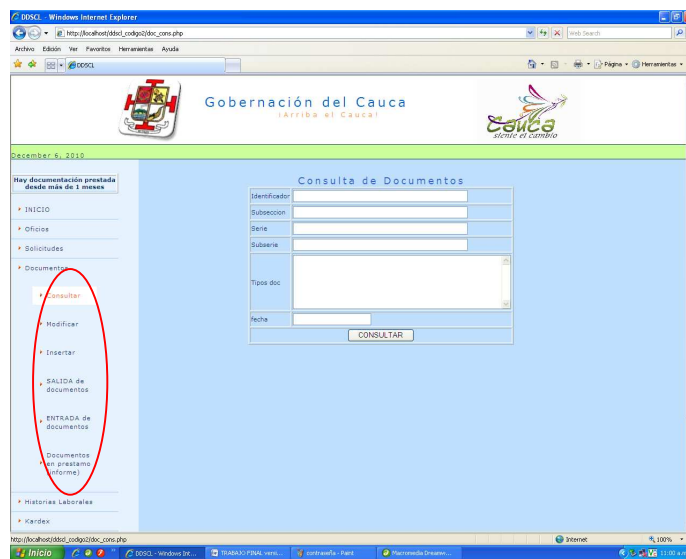 DDSCL - Windows Internet Explorer
http://localhost/ddscl_codigo2/doc_cons.php
Web Search
Archivo Edición Ver Favoritos Herramientas Ayuda
DDSCL
Página Herramientas
Gobernación del Cauca
¡Arriba el Cauca!
Cauca
siente el cambio
December 6, 2010
Hay documentación prestada
desde más de 1 meses
INICIO
Oficios
Solicitudes
Documentos
Consultar
Modificar
Insertar
SALIDA de
documentos
ENTRADA de
documentos
Documentos
en prestamo
(informe)
Historias Laborales
Kardex
Consulta de Documentos
Identificador
Subseccion
Serie
Subserie
Tipos doc
fecha
CONSULTAR
http://localhost/ddscl_codigo2/doc_cons.php
Internet
100%
Inicio
DDSCL - Windows Int...
TRABAJO FINAL versi...
contraseña - Paint
Macromedia Dreamw...
11:00 a.m.